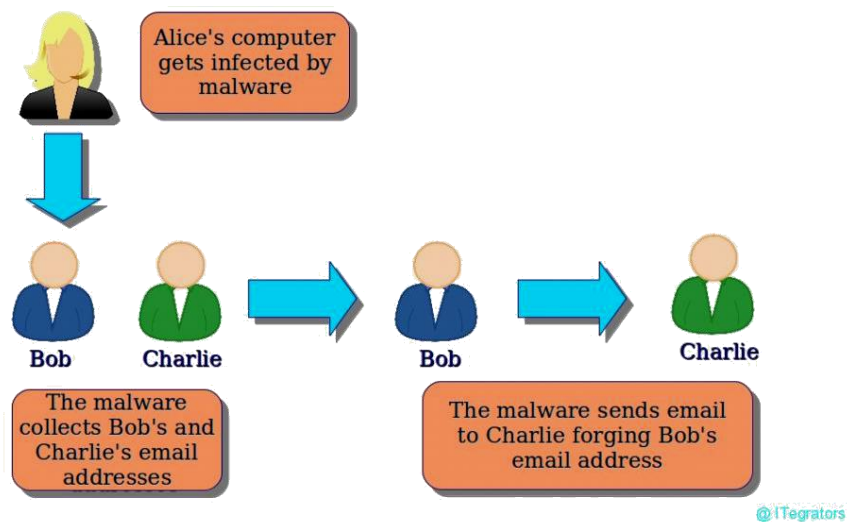 Alice's computer
gets infected by
malware
Bob
Charlie
Bob
Charlie
The malware
collects Bob's and
Charlie's email
addresses
The malware sends email
to Charlie forging Bob's
email address
@ITegrators